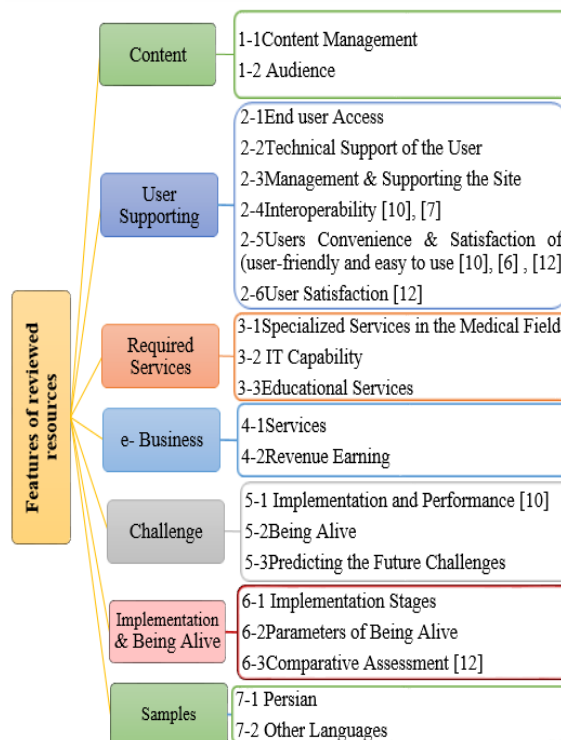 Features of reviewed
resources
Content
1-1Content Management
1-2 Audience
User
Supporting
2-1End user Access
2-2Technical Support of the User
2-3Management & Supporting the Site
2-4Interoperability [10], [7]
2-5Users Convenience & Satisfaction of
(user-friendly and easy to use [10], [6] , [12]
2-6User Satisfaction [12]
Required
Services
3-1Specialized Services in the Medical Field
3-2 IT Capability
3-3Educational Services
e- Business
4-1Services
4-2Revenue Earning
Challenge
5-1 Implementation and Performance [10]
5-2Being Alive
5-3Predicting the Future Challenges
Implementation
& Being Alive
6-1 Implementation Stages
6-2Parameters of Being Alive
6-3Comparative Assessment [12]
Samples
7-1 Persian
7-2 Other Languages